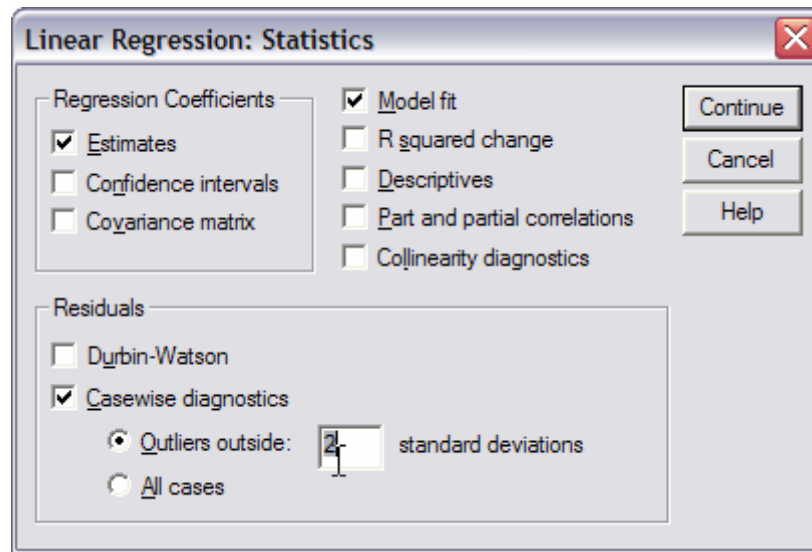 Linear Regression: Statistics
Regression Coefficients
Estimates
Confidence intervals
Covariance matrix
Model fit
R squared change
Descriptives
Part and partial correlations
Collinearity diagnostics
Continue
Cancel
Help
Residuals
Durbin-Watson
Casewise diagnostics
Outliers outside: 2 standard deviations
All cases